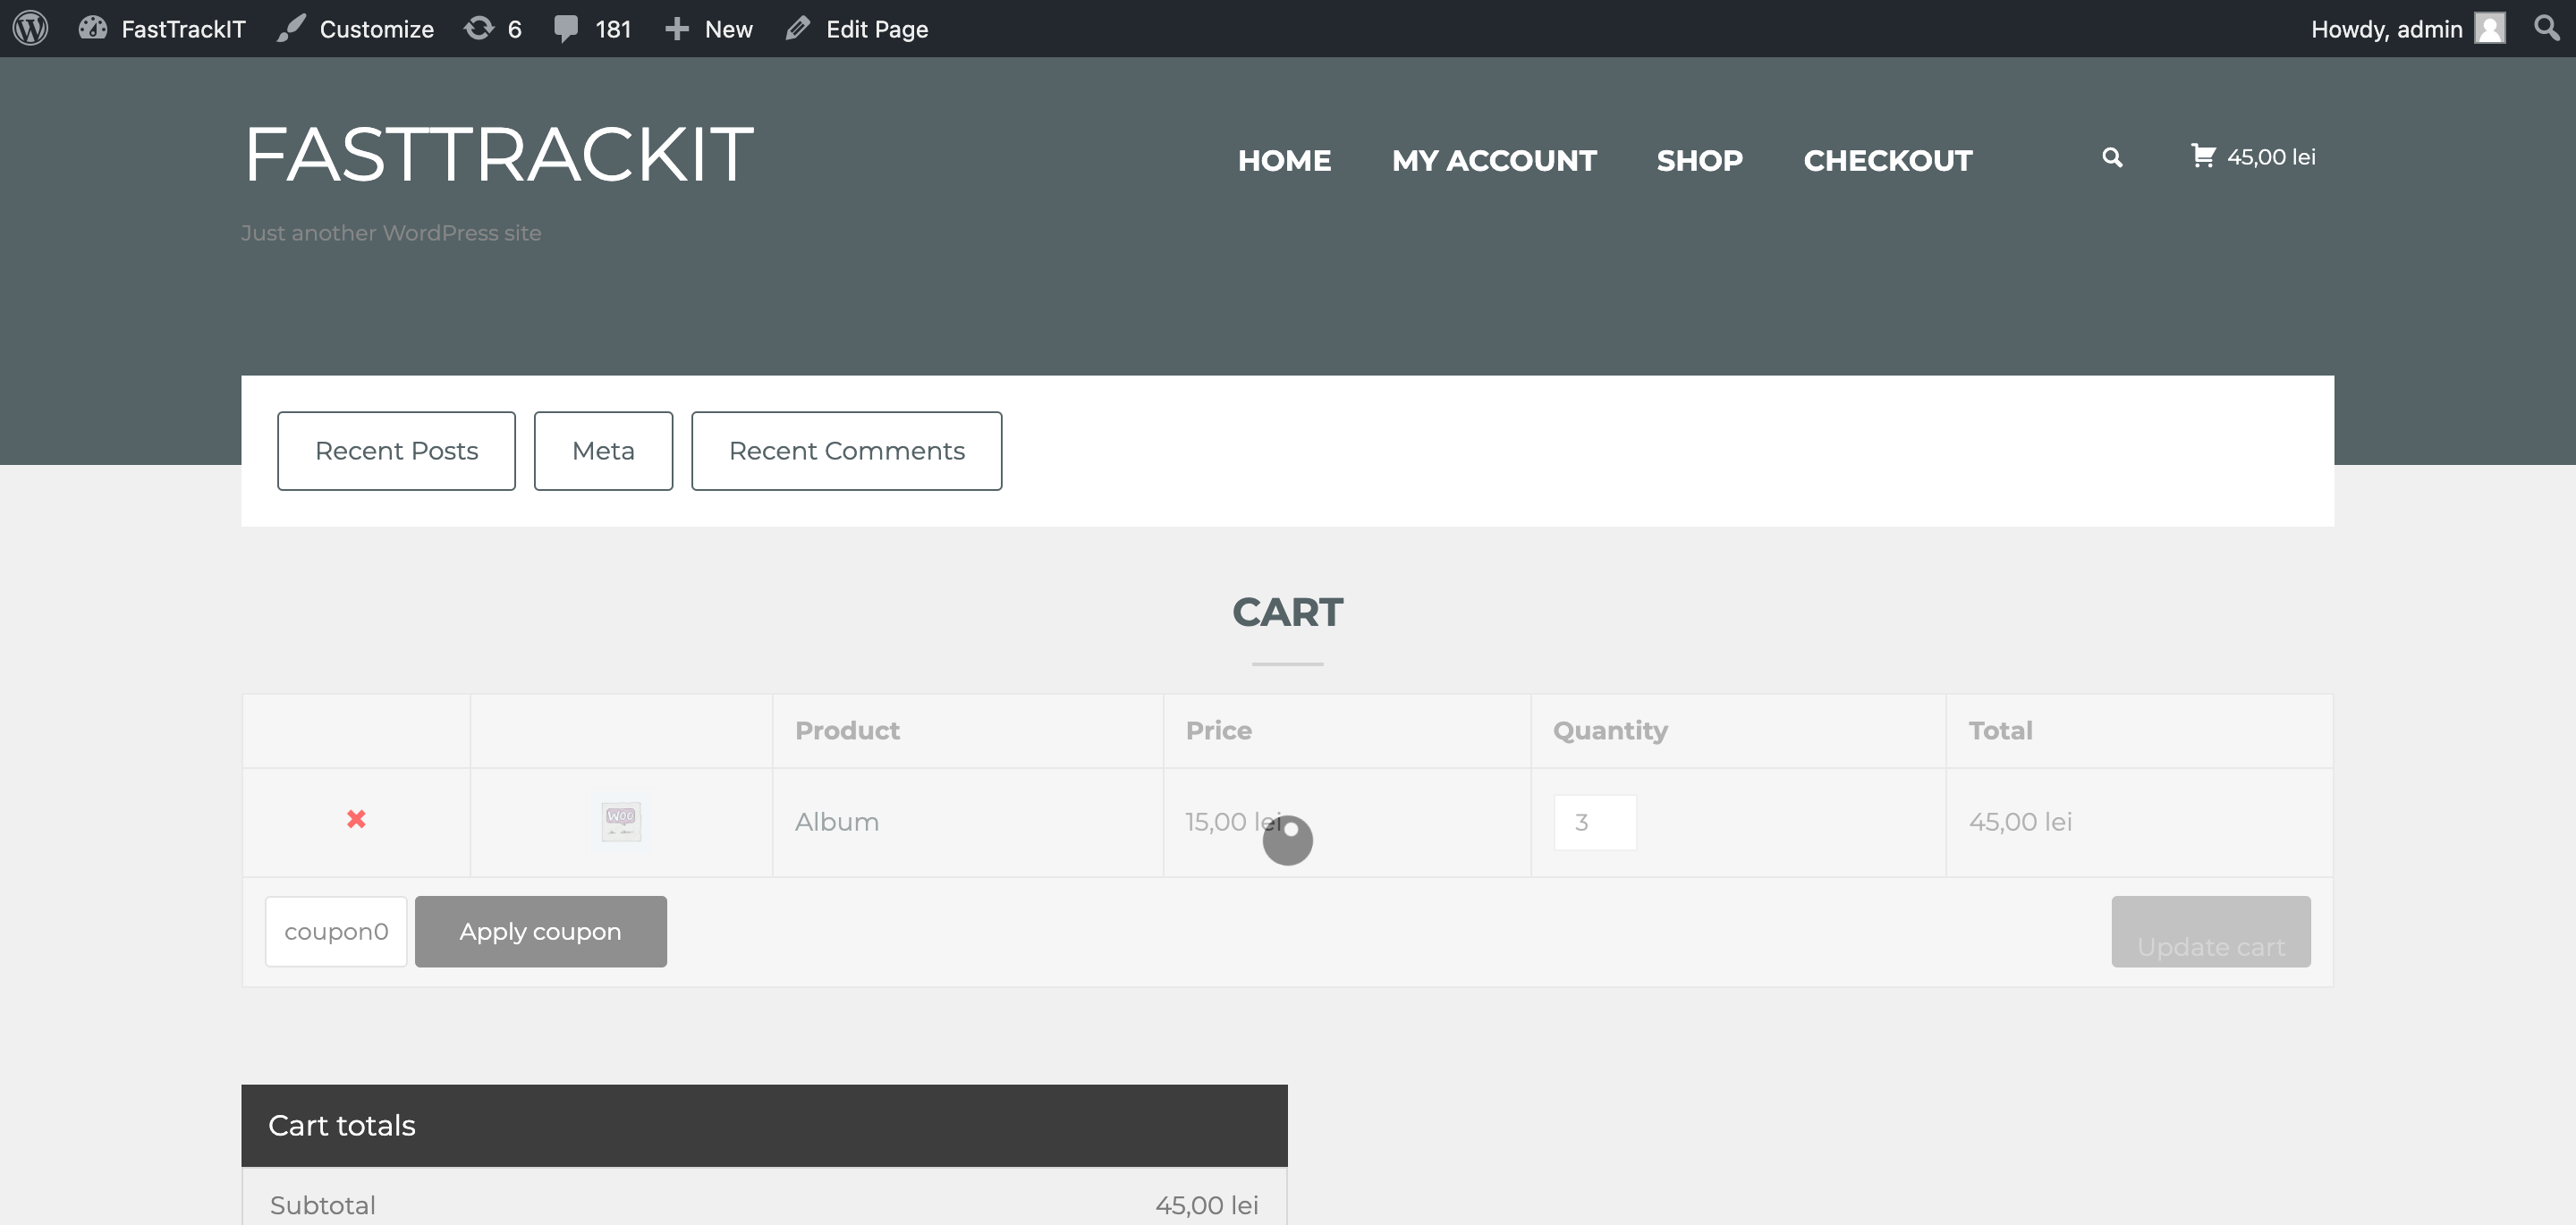 FastTrackIT Customize 6 181 New Edit Page Howdy, admin
FASTTRACKIT
HOME MY ACCOUNT SHOP CHECKOUT 45,00 lei
Just another WordPress site
Recent Posts Meta Recent Comments
CART
Product Price Quantity Total
WOO
Album 15,00 lei 3 45,00 lei
coupon0 Apply coupon Update cart
Cart totals
Subtotal 45,00 lei